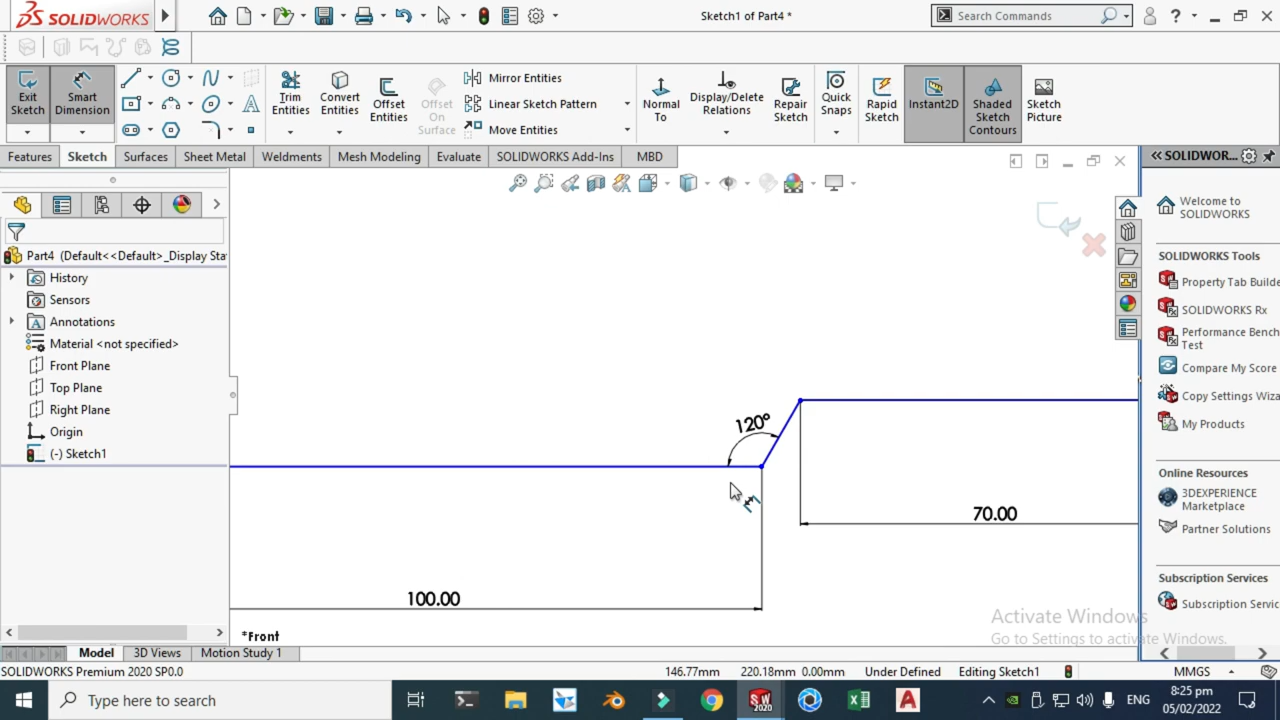 SOLIDWORKS
Sketch1 of Part4 *
Search Commands
Exit Sketch
Smart Dimension
Trim Entities
Convert Entities
Offset Entities
Offset On Surface
Mirror Entities
Linear Sketch Pattern
Move Entities
Normal To
Display/Delete Relations
Repair Sketch
Quick Snaps
Rapid Sketch
Instant2D
Shaded Sketch Contours
Sketch Picture
Features
Sketch
Surfaces
Sheet Metal
Weldments
Mesh Modeling
Evaluate
SOLIDWORKS Add-Ins
MBD
SOLIDWOR...
Part4 (Default<<Default>_Display Sta
History
Sensors
Annotations
Material <not specified>
Front Plane
Top Plane
Right Plane
Origin
(-) Sketch1
120°
70.00
100.00
*Front
Welcome to
SOLIDWORKS
SOLIDWORKS Tools
Property Tab Builde
SOLIDWORKS Rx
Performance Bench
Test
Compare My Score
Copy Settings Wiza
My Products
Online Resources
3DEXPERIENCE
Marketplace
Partner Solutions
Subscription Services
Subscription Servic
Activate Windows
Go to Settings to activate Windows.
Model
3D Views
Motion Study 1
SOLIDWORKS Premium 2020 SP0.0
146.77mm
220.18mm 0.00mm
Under Defined
Editing Sketch1
MMGS
Type here to search
SW
2020
ENG
8:25 pm
05/02/2022